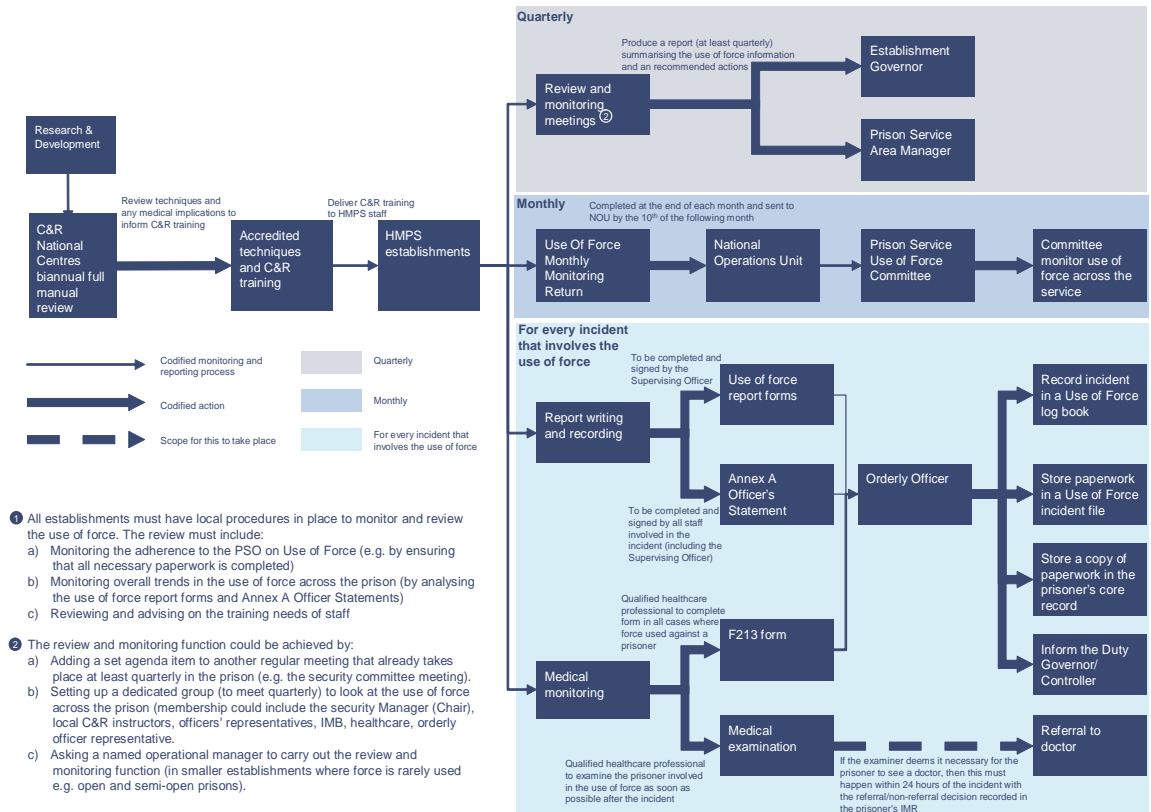 Quarterly
Produce a report (at least quarterly)
summarising the use of force information
and an recommended actions
Establishment
Governor
Review and
monitoring
meetings ②
Prison Service
Area Manager
Research &
Development
Review techniques and
any medical implications to
inform C&R training
Deliver C&R training
to HMPS staff
C&R
National
Centres
biannual full
manual
review
Accredited
techniques
and C&R
training
HMPS
establishments
Monthly
Completed at the end of each month and sent to
NOU by the 10th of the following month
Use Of Force
Monthly
Monitoring
Return
National
Operations Unit
Prison Service
Use of Force
Committee
Committee
monitor use of
force across the
service
Codified monitoring and
reporting process
Codified action
Scope for this to take place
Quarterly
Monthly
For every incident that
involves the use of force
For every incident
that involves the
use of force
To be completed and
signed by the
Supervising Officer
Use of force
report forms
Report writing
and recording
Annex A
Officer's
Statement
To be completed and
signed by all staff
involved in the
incident (including the
Supervising Officer)
Orderly Officer
Record incident
in a Use of Force
log book
Store paperwork
in a Use of Force
incident file
Store a copy of
paperwork in the
prisoner's core
record
Inform the Duty
Governor/
Controller
Qualified healthcare
professional to complete
form in all cases where
force used against a
prisoner
F213 form
Medical
monitoring
Medical
examination
Referral to
doctor
Qualified healthcare professional
to examine the prisoner involved
in the use of force as soon as
possible after the incident
If the examiner deems it necessary for the
prisoner to see a doctor, then this must
happen within 24 hours of the incident with
the referral/non-referral decision recorded in
the prisoner's IMR
❶ All establishments must have local procedures in place to monitor and review
the use of force. The review must include:
a) Monitoring the adherence to the PSO on Use of Force (e.g. by ensuring
that all necessary paperwork is completed)
b) Monitoring overall trends in the use of force across the prison (by analysing
the use of force report forms and Annex A Officer Statements)
c) Reviewing and advising on the training needs of staff
❷ The review and monitoring function could be achieved by:
a) Adding a set agenda item to another regular meeting that already takes
place at least quarterly in the prison (e.g. the security committee meeting).
b) Setting up a dedicated group (to meet quarterly) to look at the use of force
across the prison (membership could include the security Manager (Chair),
local C&R instructors, officers' representatives, IMB, healthcare, orderly
officer representative.
c) Asking a named operational manager to carry out the review and
monitoring function (in smaller establishments where force is rarely used
e.g. open and semi-open prisons).